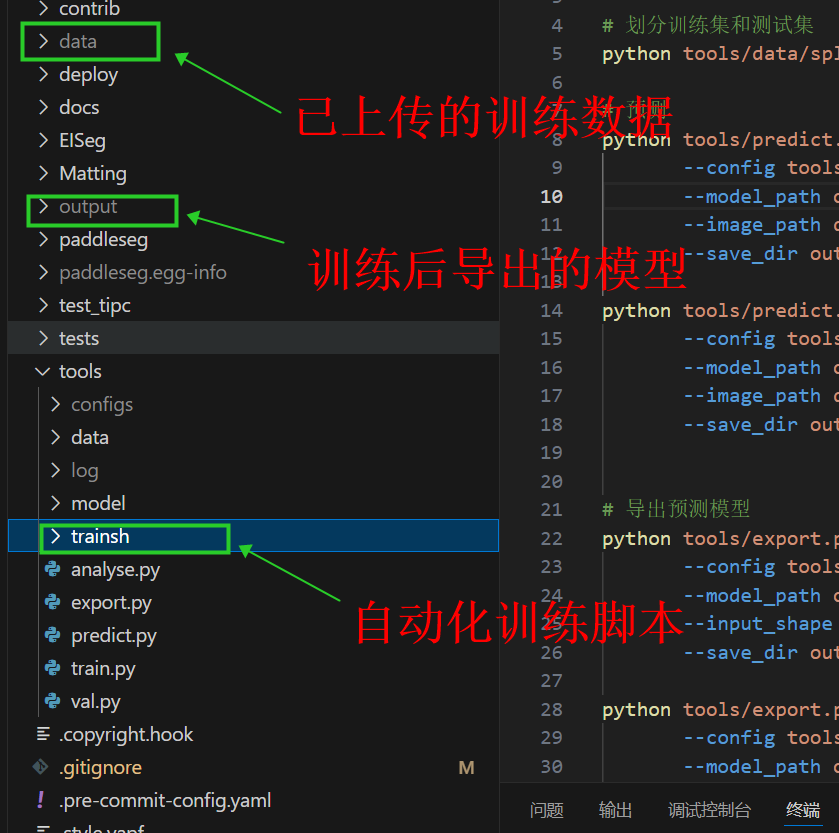 contrib
data
deploy
docs
EISeg
Matting
output
paddleseg
paddleseg.egg-info
test_tipc
tests
tools
configs
data
log
model
trainsh
analyse.py
export.py
predict.py
train.py
val.py
.copyright.hook
.gitignore M
.pre-commit-config.yaml
.style.yapf
已上传的训练数据
训练后导出的模型
自动化训练脚本
4 # 划分训练集和测试集
5 python tools/data/spl
6
7 # 预测
8 python tools/predict.
9 --config tools
10 --model_path
11 --image_path
12 --save_dir out
13
14 python tools/predict.
15 --config tools
16 --model_path
17 --image_path
18 --save_dir out
19
20
21 # 导出预测模型
22 python tools/export.p
23 --config tools
24 --model_path
25 --input_shape
26 --save_dir out
27
28 python tools/export.p
29 --config tools
30 --model_path
问题 输出 调试控制台 终端